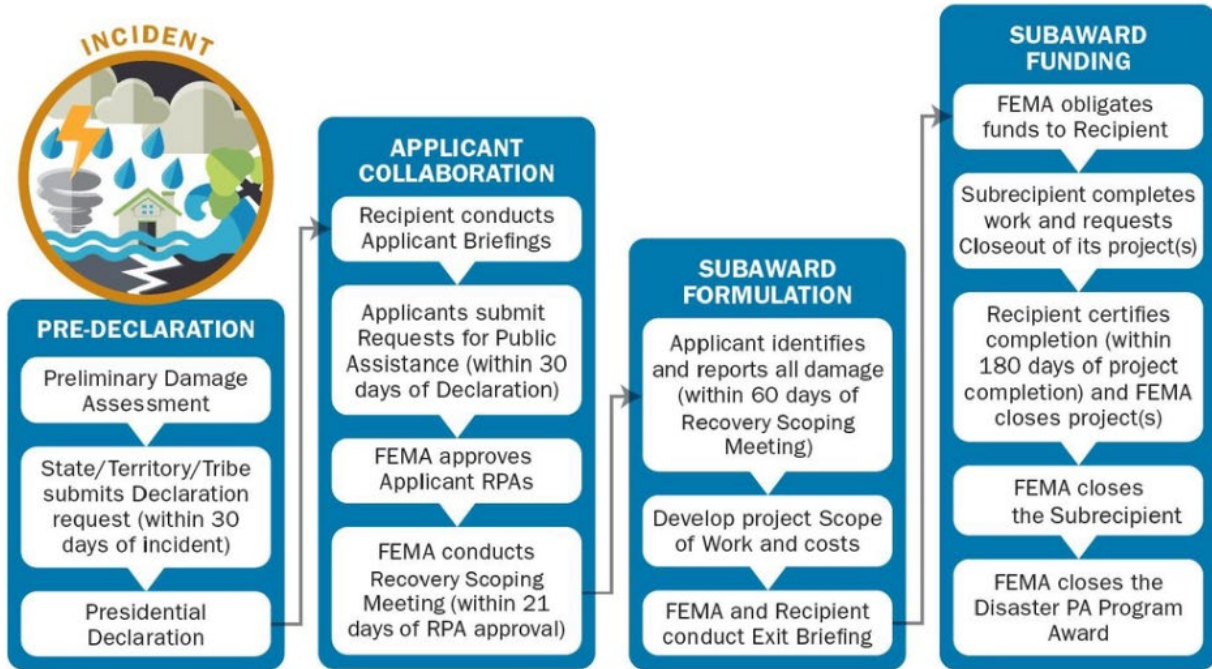 INCIDENT
PRE-DECLARATION
Preliminary Damage
Assessment
State/Territory/Tribe
submits Declaration
request (within 30
days of incident)
Presidential
Declaration
APPLICANT
COLLABORATION
Recipient conducts
Applicant Briefings
Applicants submit
Requests for Public
Assistance (within 30
days of Declaration)
FEMA approves
Applicant RPAs
FEMA conducts
Recovery Scoping
Meeting (within 21
days of RPA approval)
SUBAWARD
FORMULATION
Applicant identifies
and reports all damage
(within 60 days of
Recovery Scoping
Meeting)
Develop project Scope
of Work and costs
FEMA and Recipient
conduct Exit Briefing
SUBAWARD
FUNDING
FEMA obligates
funds to Recipient
Subrecipient completes
work and requests
Closeout of its project(s)
Recipient certifies
completion (within
180 days of project
completion) and FEMA
closes project(s)
FEMA closes
the Subrecipient
FEMA closes the
Disaster PA Program
Award